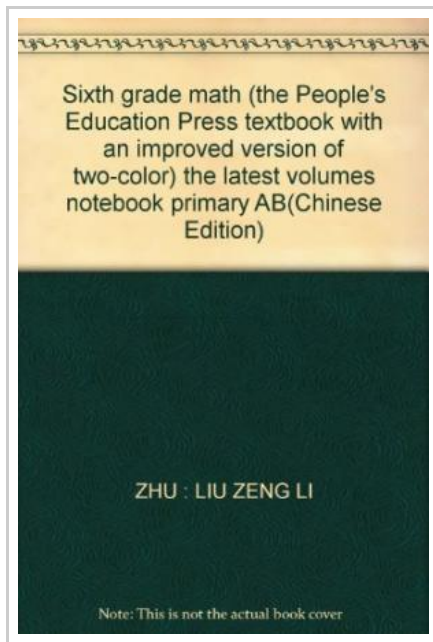 Sixth grade math (the People's
Education Press textbook with
an improved version of
two-color) the latest volumes
notebook primary AB(Chinese
Edition)
ZHU : LIU ZENG LI
Note: This is not the actual book cover